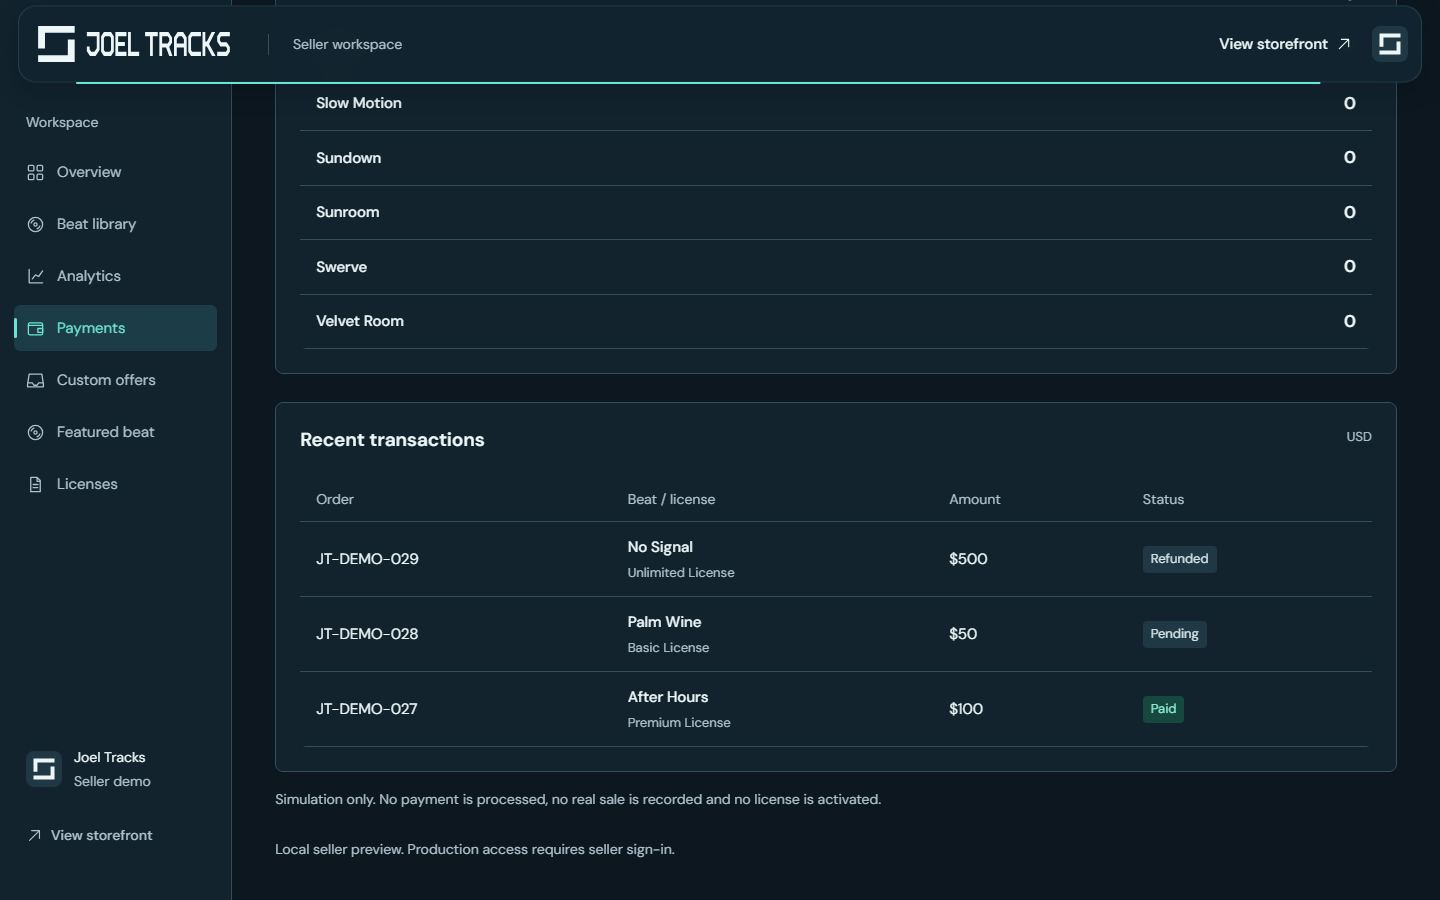 JOEL TRACKS
Seller workspace
View storefront
Workspace
Overview
Beat library
Analytics
Payments
Custom offers
Featured beat
Licenses
Joel Tracks
Seller demo
View storefront
Slow Motion 0
Sundown 0
Sunroom 0
Swerve 0
Velvet Room 0
Recent transactions USD
Order Beat / license Amount Status
JT-DEMO-029 No Signal $500 Refunded
Unlimited License
JT-DEMO-028 Palm Wine $50 Pending
Basic License
JT-DEMO-027 After Hours $100 Paid
Premium License
Simulation only. No payment is processed, no real sale is recorded and no license is activated.
Local seller preview. Production access requires seller sign-in.